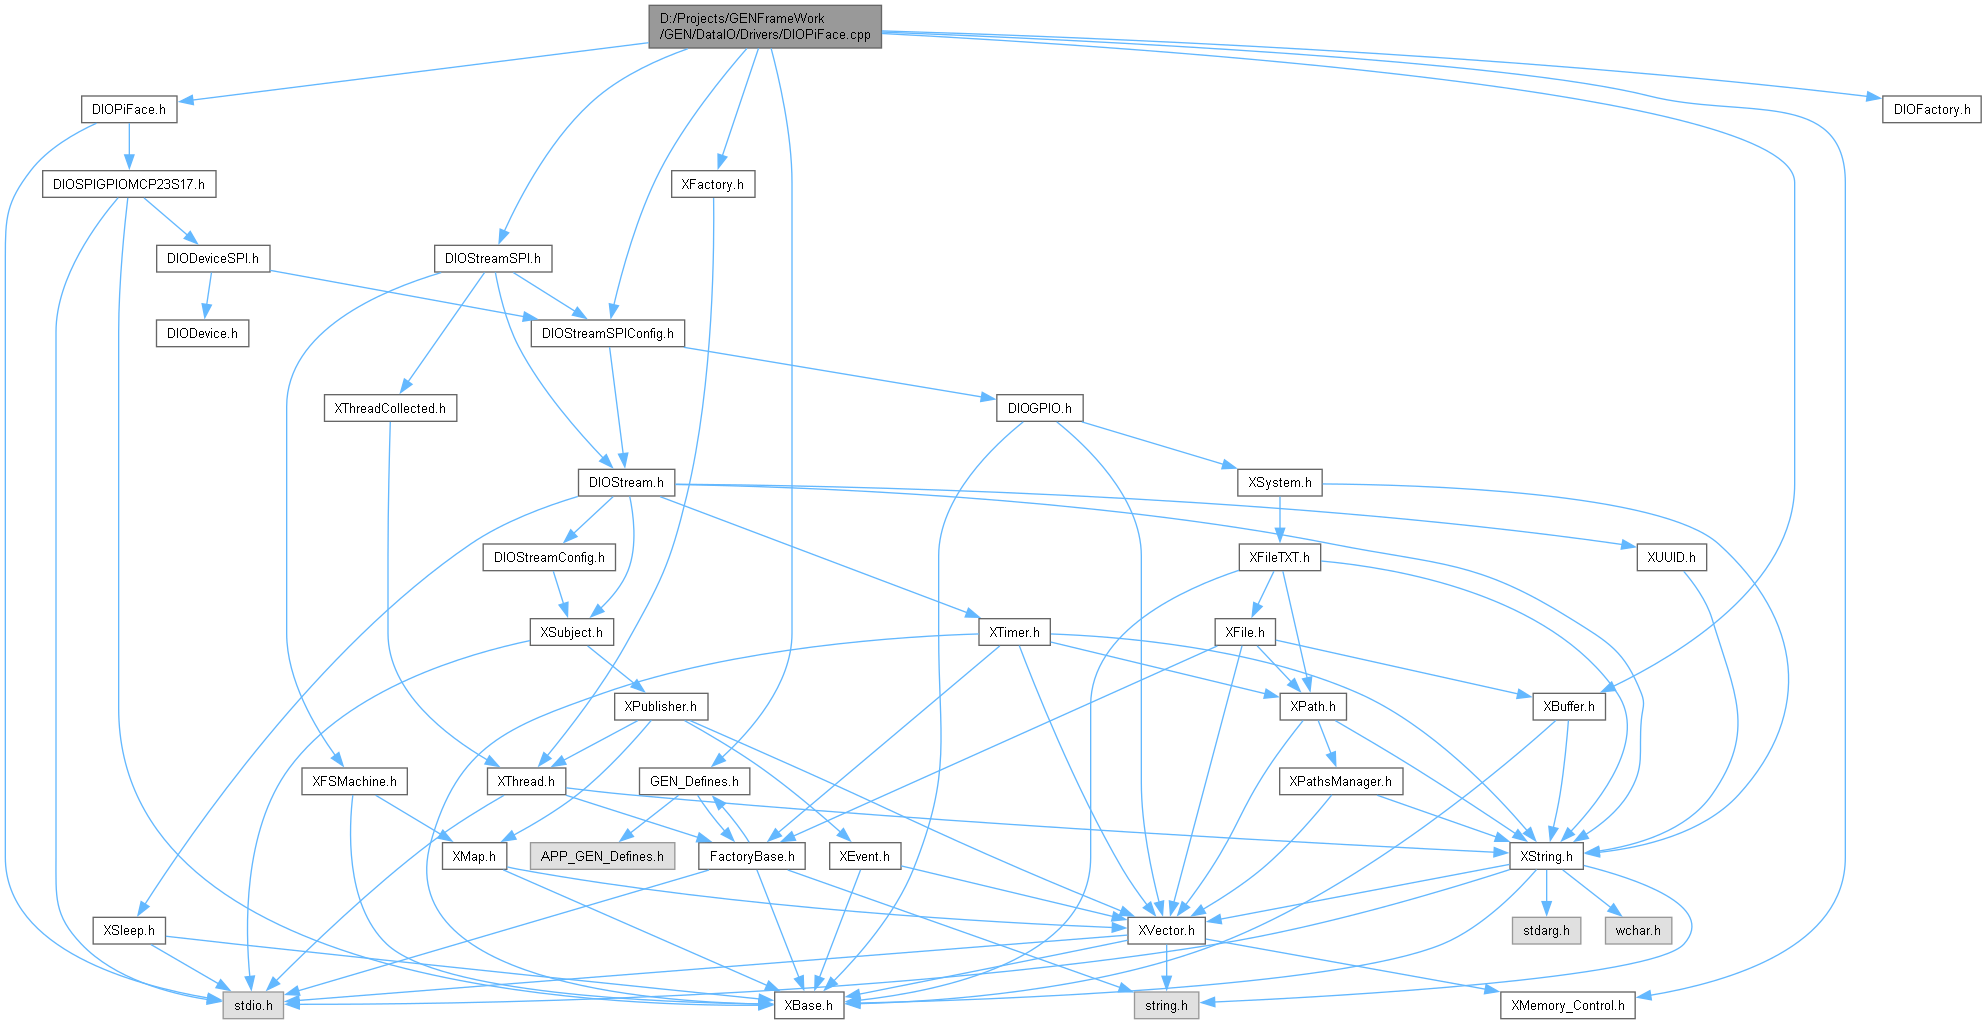 D:/Projects/GENFrameWork
/GEN/DataIO/Drivers/DIOPiFace.cpp
DIOPiFace.h
DIOFactory.h
DIOSPIGPIOMCP23S17.h
XFactory.h
DIODeviceSPI.h
DIOStreamSPI.h
DIODevice.h
DIOStreamSPIConfig.h
XThreadCollected.h
DIOGPIO.h
DIOStream.h
XSystem.h
DIOStreamConfig.h
XFileTXT.h
XUUID.h
XSubject.h
XTimer.h
XFile.h
XPublisher.h
XPath.h
XBuffer.h
XFSMachine.h
XThread.h
GEN_Defines.h
XPathsManager.h
XMap.h
APP_GEN_Defines.h
FactoryBase.h
XEvent.h
XString.h
XSleep.h
XVector.h
stdarg.h
wchar.h
stdio.h
XBase.h
string.h
XMemory_Control.h